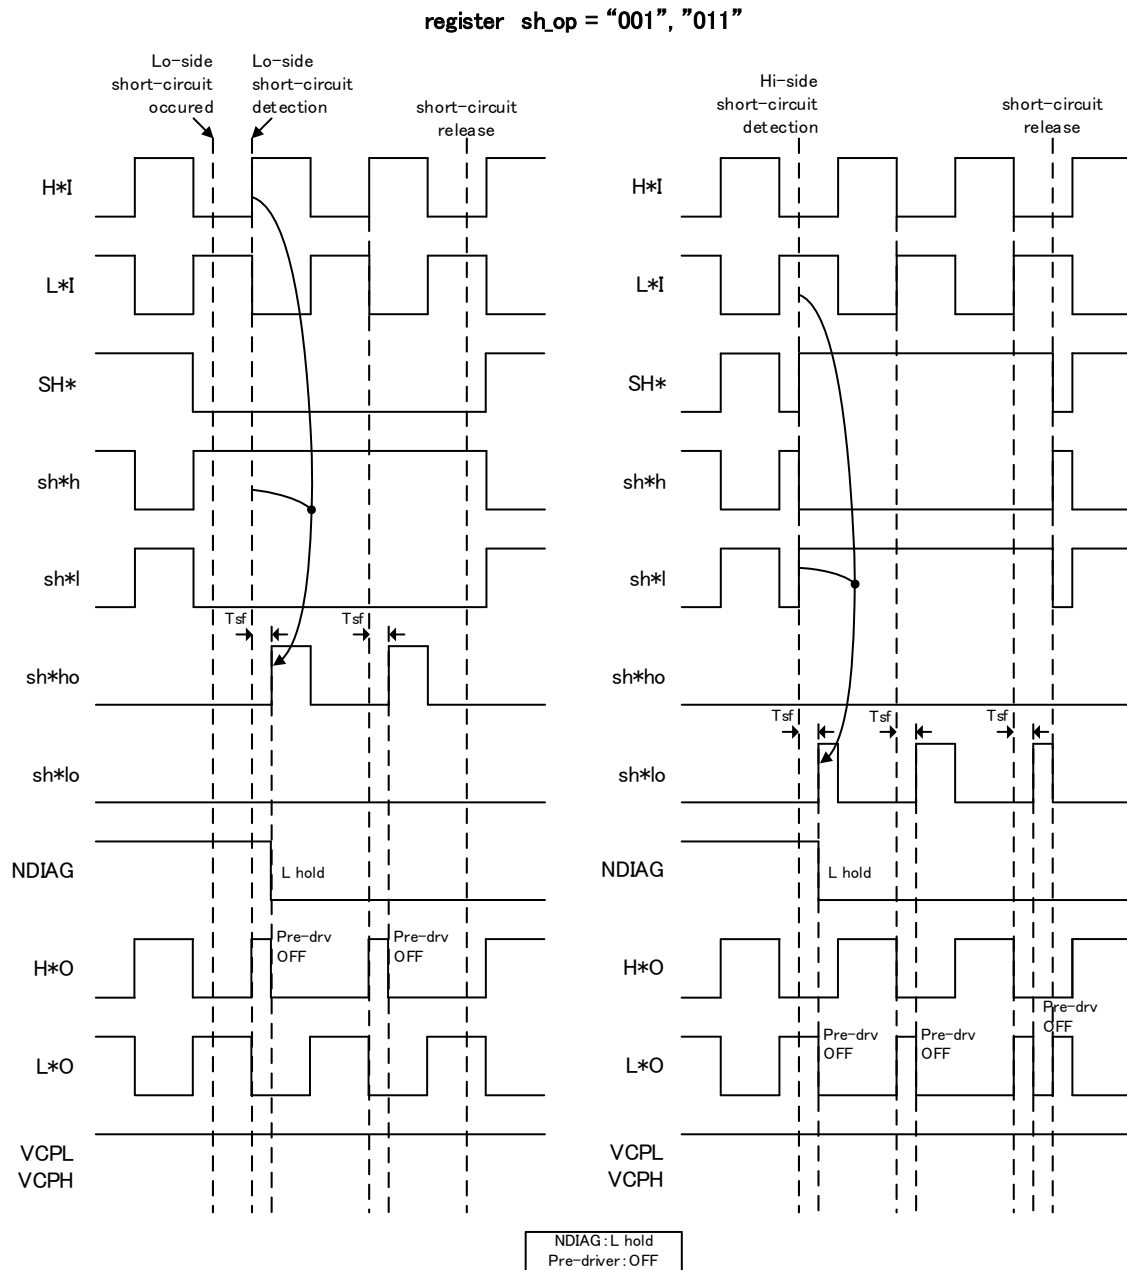 register sh_op = “001”, ”011”
Lo-side
short-circuit
occured
Lo-side
short-circuit
detection
short-circuit
release
H*I
L*I
SH*
sh*h
sh*l
Tsf
Tsf
sh*ho
sh*lo
NDIAG
L hold
Pre-drv
OFF
Pre-drv
OFF
H*O
L*O
VCPL
VCPH
Hi-side
short-circuit
detection
short-circuit
release
H*I
L*I
SH*
sh*h
sh*l
sh*ho
Tsf
Tsf
Tsf
sh*lo
NDIAG
L hold
H*O
Pre-drv
OFF
Pre-drv
OFF
Pre-drv
OFF
L*O
VCPL
VCPH
NDIAG:L hold
Pre-driver:OFF